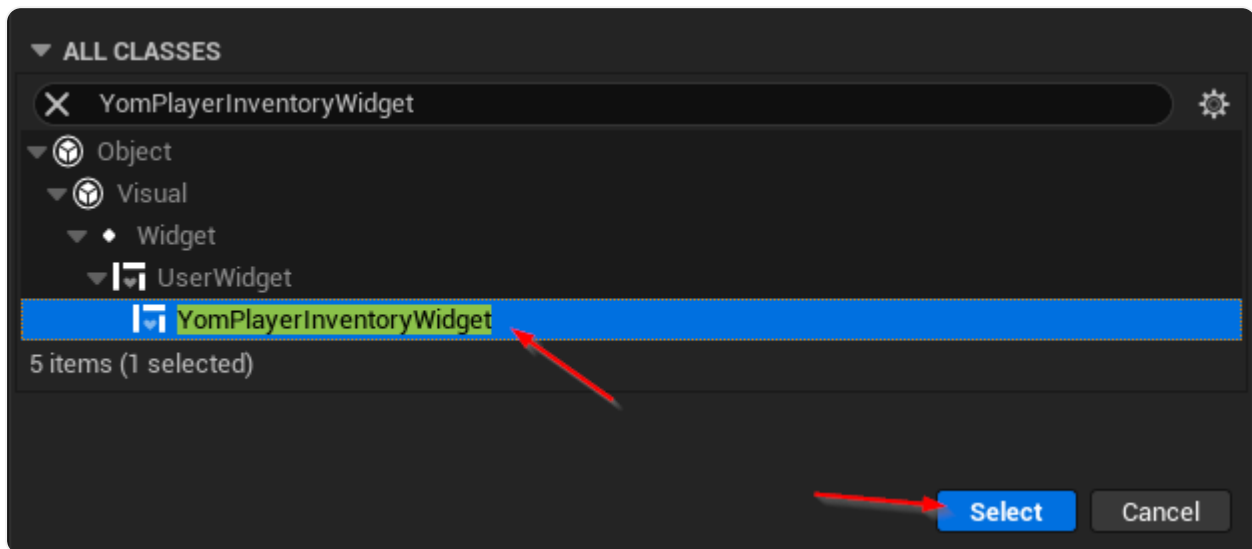 ALL CLASSES
YomPlayerInventoryWidget
Object
Visual
Widget
UserWidget
YomPlayerInventoryWidget
5 items (1 selected)
Select Cancel